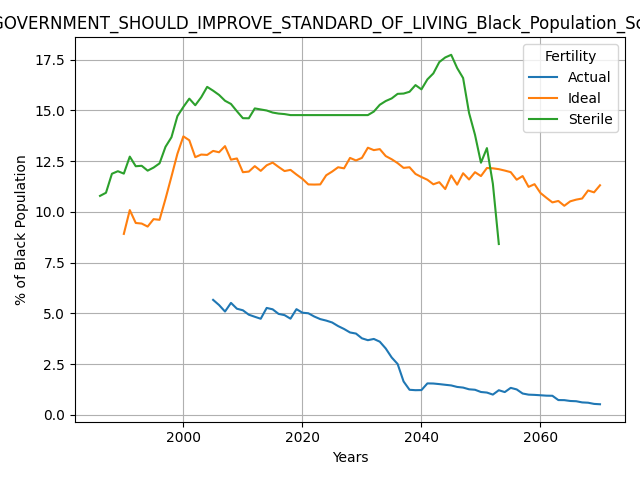 GOVERNMENT_SHOULD_IMPROVE_STANDARD_OF_LIVING_Black_Population_So
Fertility
Actual
Ideal
Sterile
% of Black Population
17.5
15.0
12.5
10.0
7.5
5.0
2.5
0.0
2000 2020 2040 2060
Years